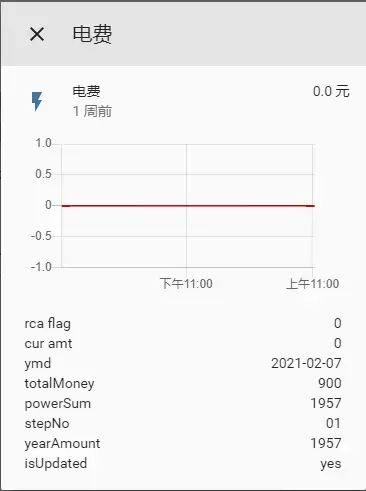 电费
电费 0.0 元
1 周前
1.0
0.5
0
-0.5
-1.0
下午11:00 上午11:00
rca flag 0
cur amt 0
ymd 2021-02-07
totalMoney 900
powerSum 1957
stepNo 01
yearAmount 1957
isUpdated yes